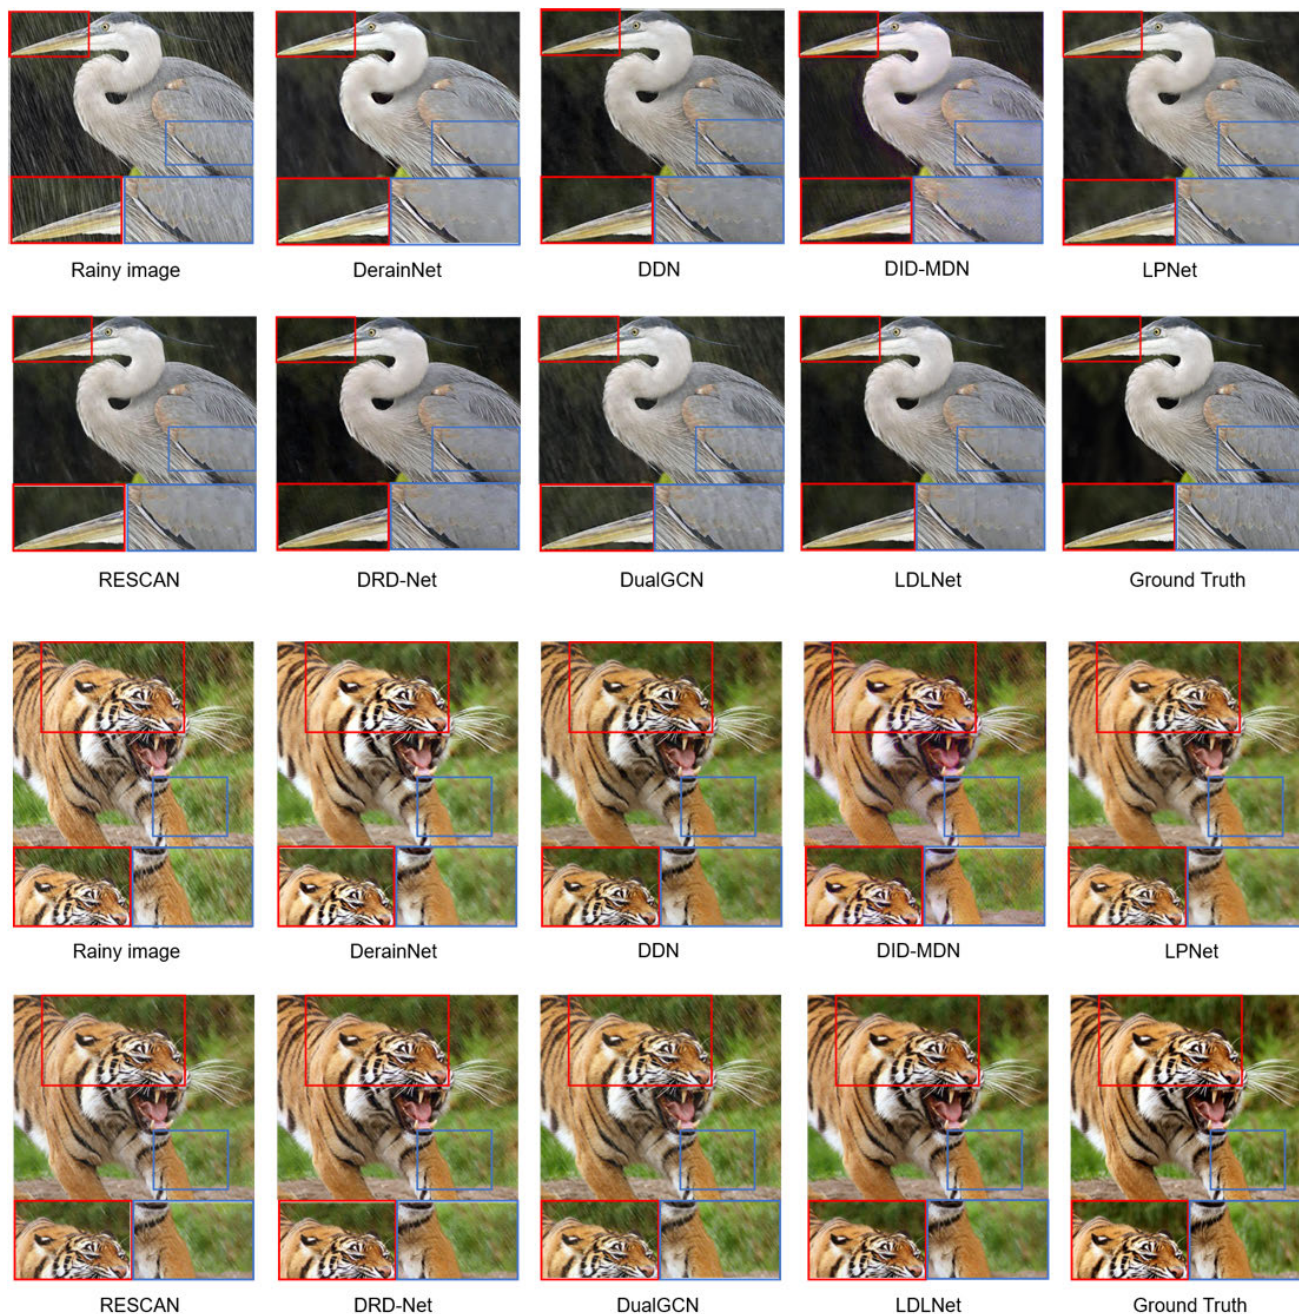 Rainy image DerainNet DDN DID-MDN LPNet
RESCAN DRD-Net DualGCN LDLNet Ground Truth
Rainy image DerainNet DDN DID-MDN LPNet
RESCAN DRD-Net DualGCN LDLNet Ground Truth